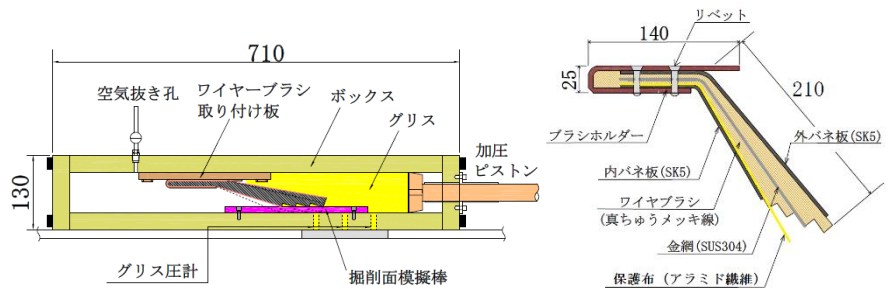 710
空気抜き孔
ワイヤーブラシ
取り付け板
ボックス
グリス
加圧
ピストン
130
グリス圧計
掘削面模擬棒
リベット
140
25
210
ブラシホルダー
外バネ板(SK5)
内バネ板(SK5)
ワイヤブラシ
(真ちゅうメッキ線)
金網(SUS304)
保護布 (アラミド繊維)